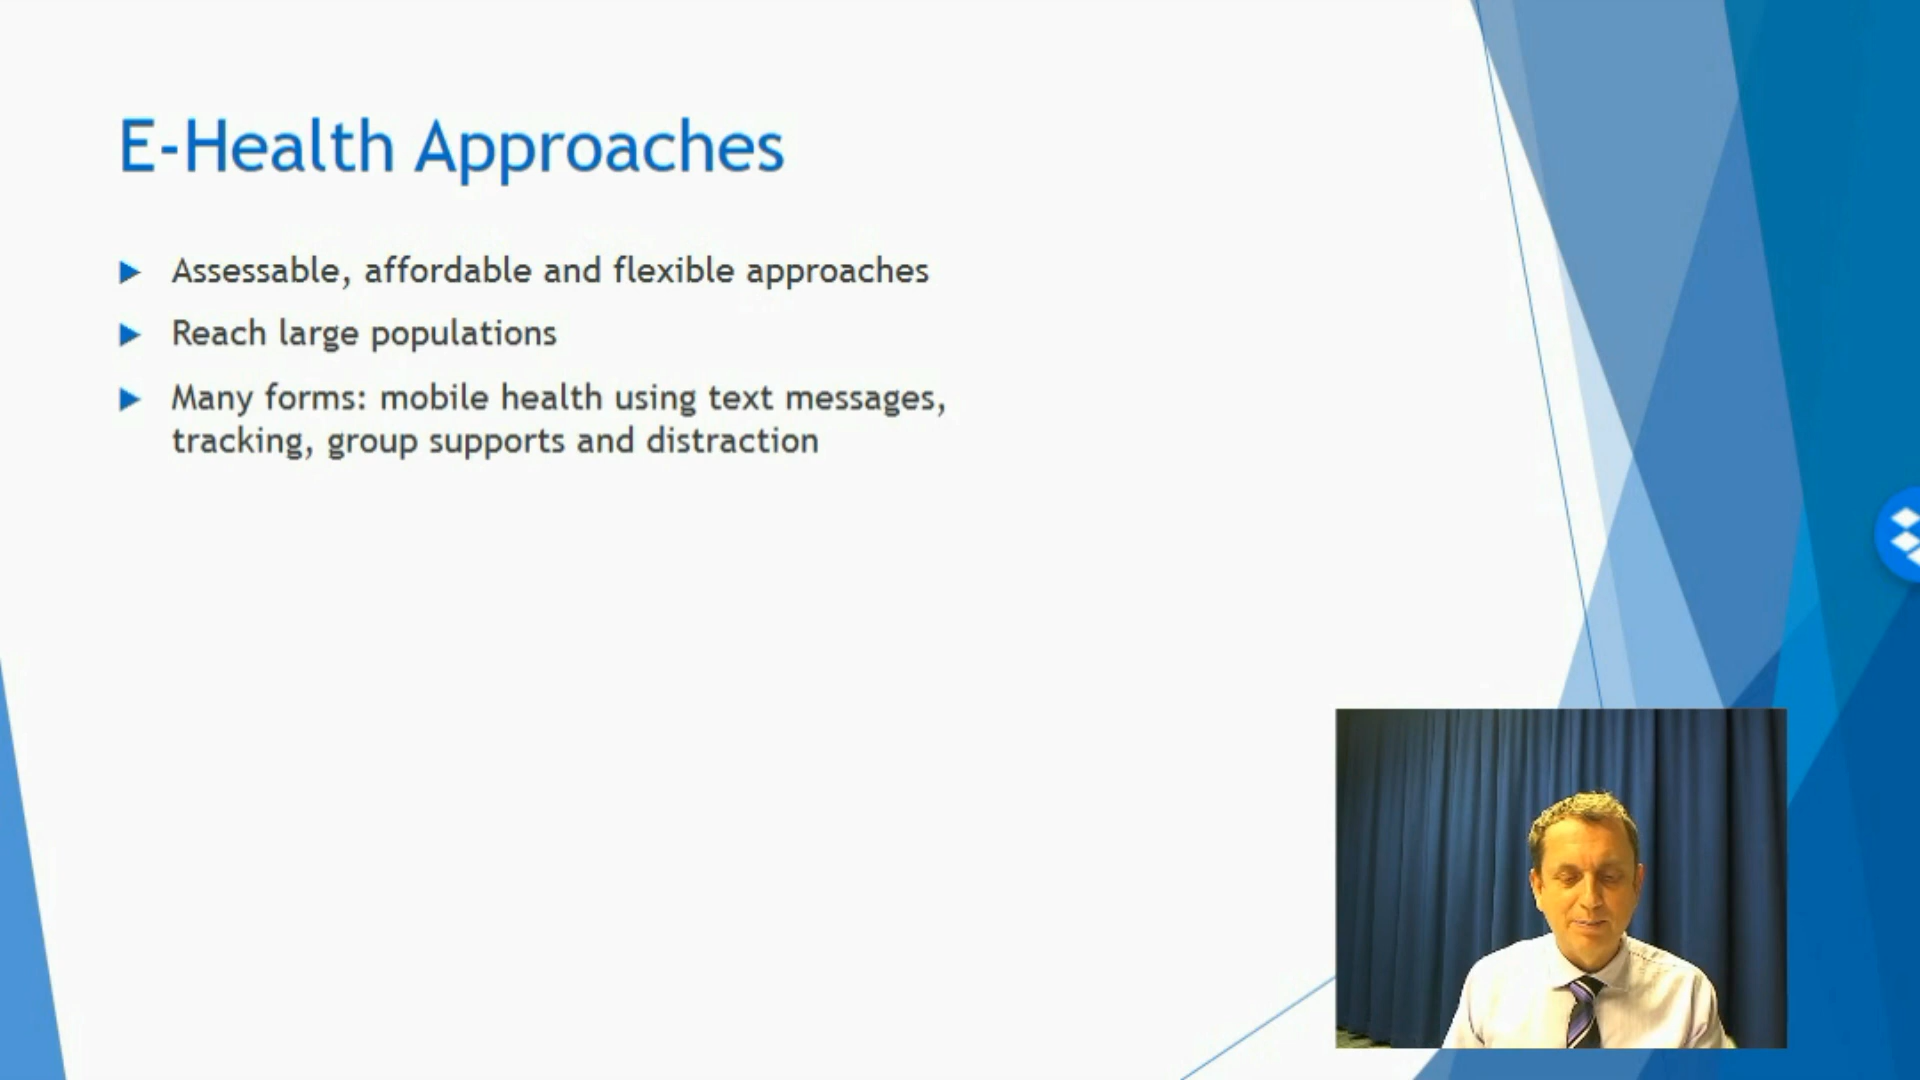 E-Health Approaches
Assessable, affordable and flexible approaches
Reach large populations
Many forms: mobile health using text messages,
tracking, group supports and distraction